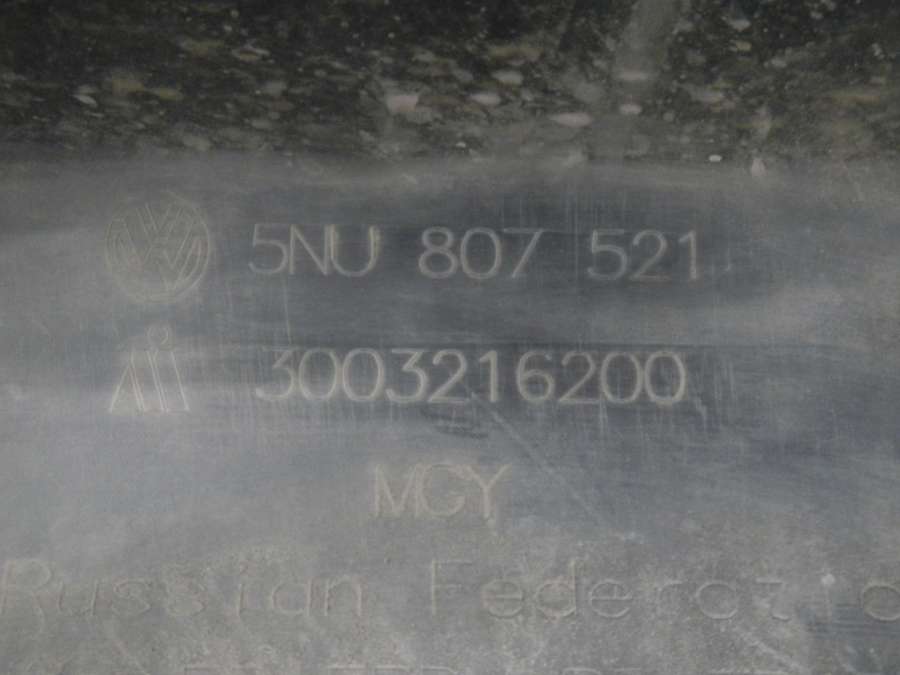 5NU 807 521
3003216200
MGY
Russian Federatio